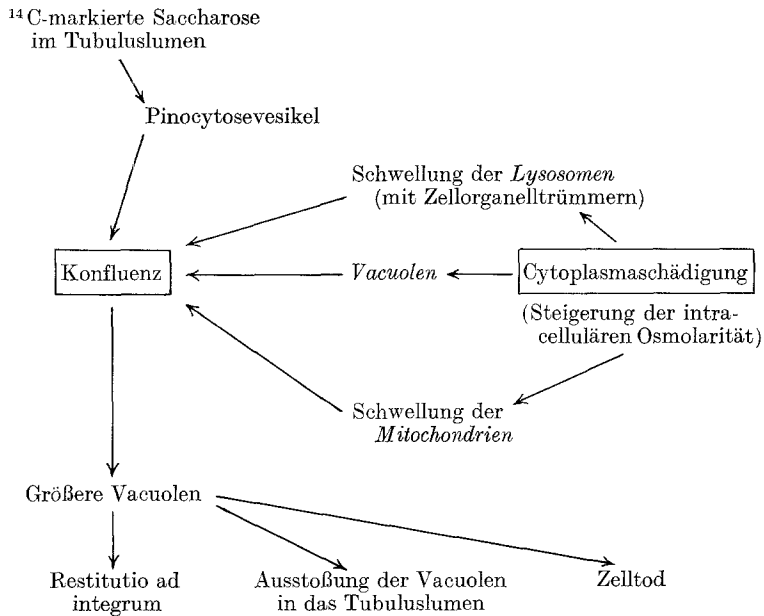 ¹⁴C-markierte Saccharose
im Tubuluslumen
Pinocytosevesikel
Schwellung der Lysosomen
(mit Zellorganelltrümmern)
Konfluenz
Vacuolen
Cytoplasmaschädigung
(Steigerung der intra-
cellulären Osmolarität)
Schwellung der
Mitochondrien
Größere Vacuolen
Restitutio ad
integrum
Ausstoßung der Vacuolen
in das Tubuluslumen
Zelltod